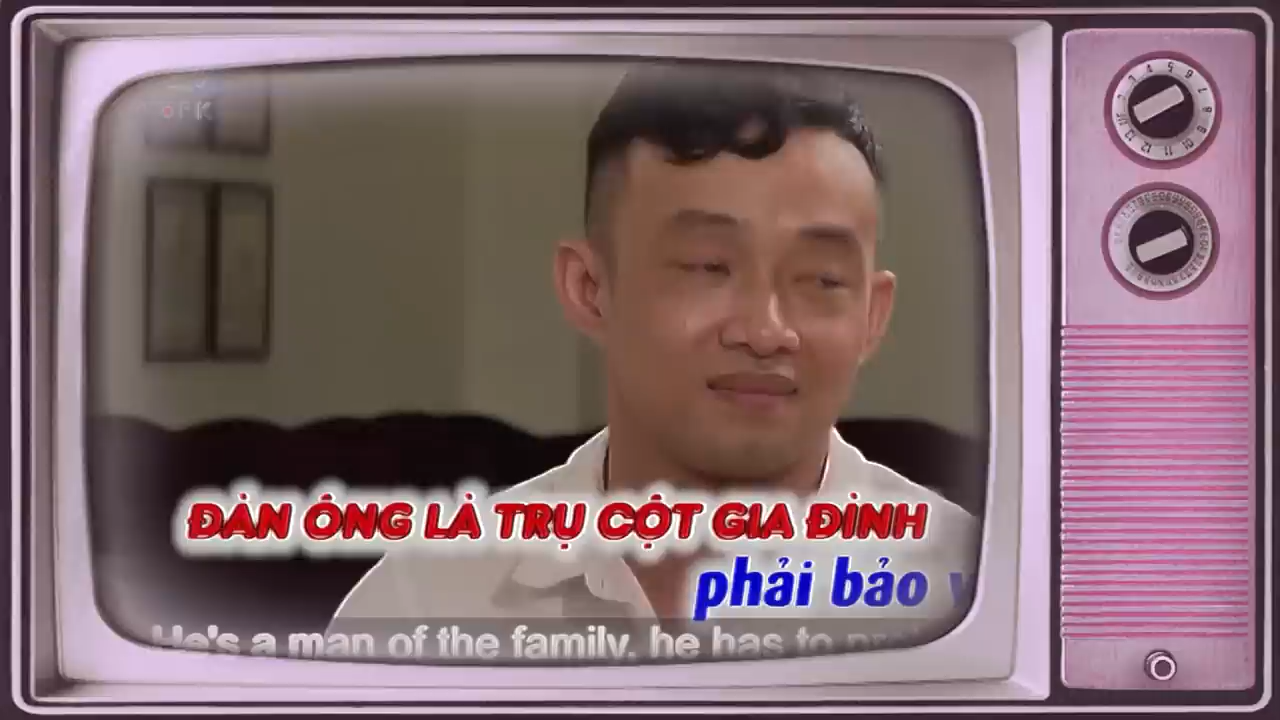 ĐÀN ÔNG LÀ TRỤ CỘT GIA ĐÌNH
phải bảo
He's a man of the family, he has to